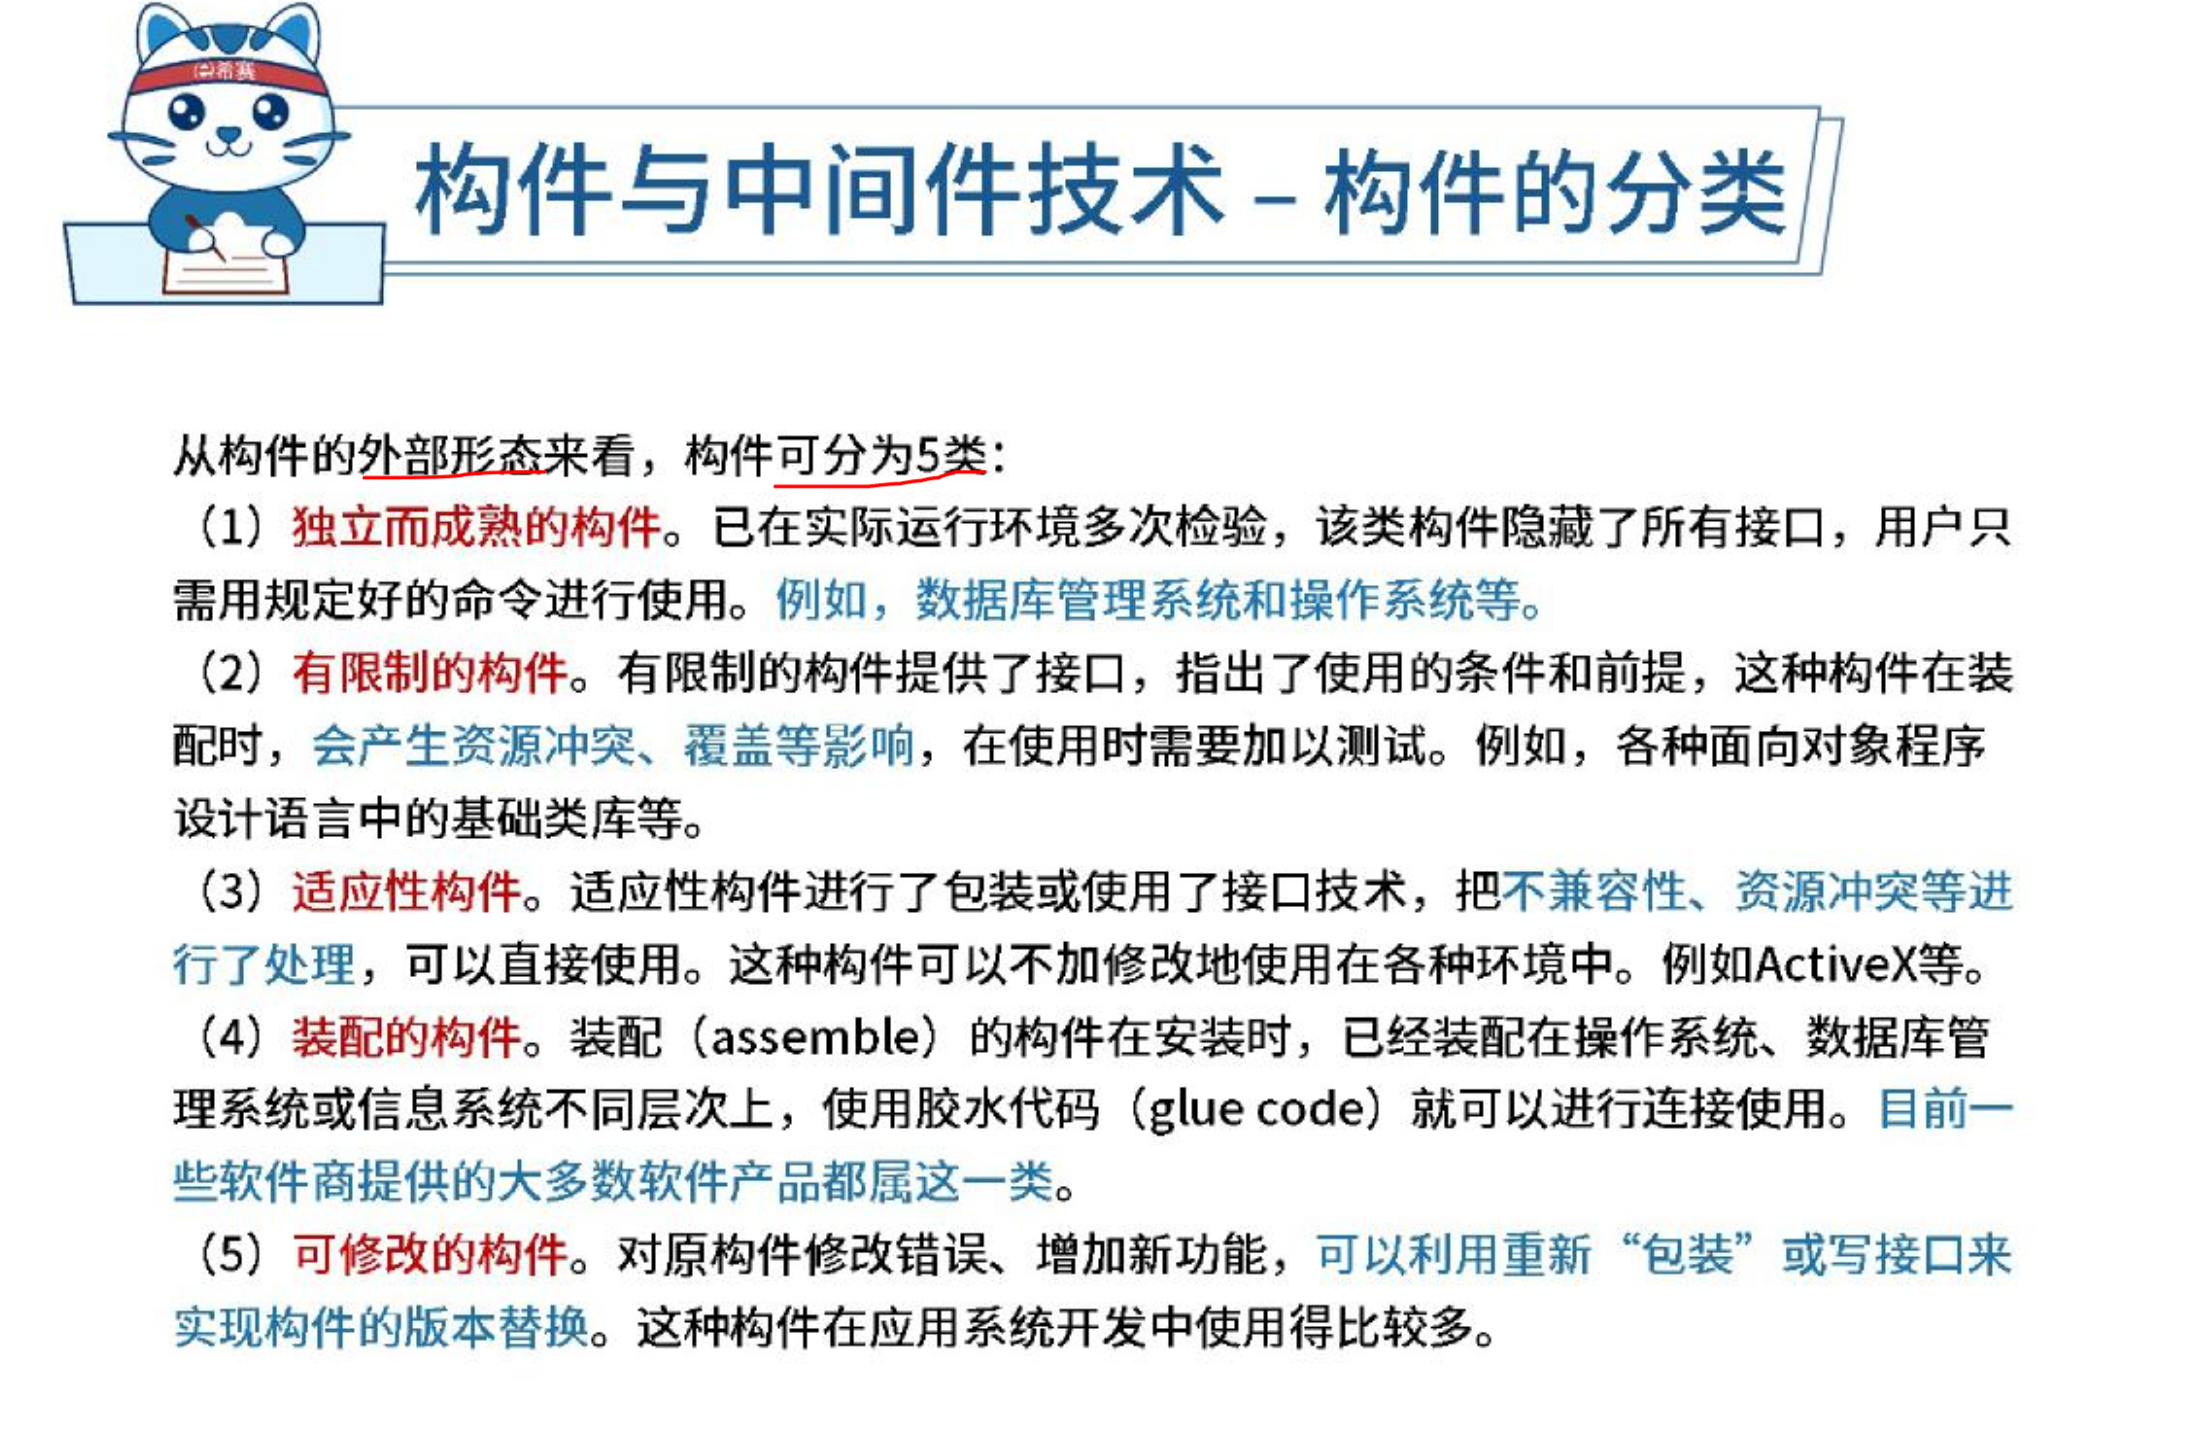 希赛
构件与中间件技术 – 构件的分类
从构件的外部形态来看，构件可分为5类：
（1）独立而成熟的构件。已在实际运行环境多次检验，该类构件隐藏了所有接口，用户只
需用规定好的命令进行使用。例如，数据库管理系统和操作系统等。
（2）有限制的构件。有限制的构件提供了接口，指出了使用的条件和前提，这种构件在装
配时，会产生资源冲突、覆盖等影响，在使用时需要加以测试。例如，各种面向对象程序
设计语言中的基础类库等。
（3）适应性构件。适应性构件进行了包装或使用了接口技术，把不兼容性、资源冲突等进
行了处理，可以直接使用。这种构件可以不加修改地使用在各种环境中。例如ActiveX等。
（4）装配的构件。装配（assemble）的构件在安装时，已经装配在操作系统、数据库管
理系统或信息系统不同层次上，使用胶水代码（glue code）就可以进行连接使用。目前一
些软件商提供的大多数软件产品都属这一类。
（5）可修改的构件。对原构件修改错误、增加新功能，可以利用重新“包装”或写接口来
实现构件的版本替换。这种构件在应用系统开发中使用得比较多。